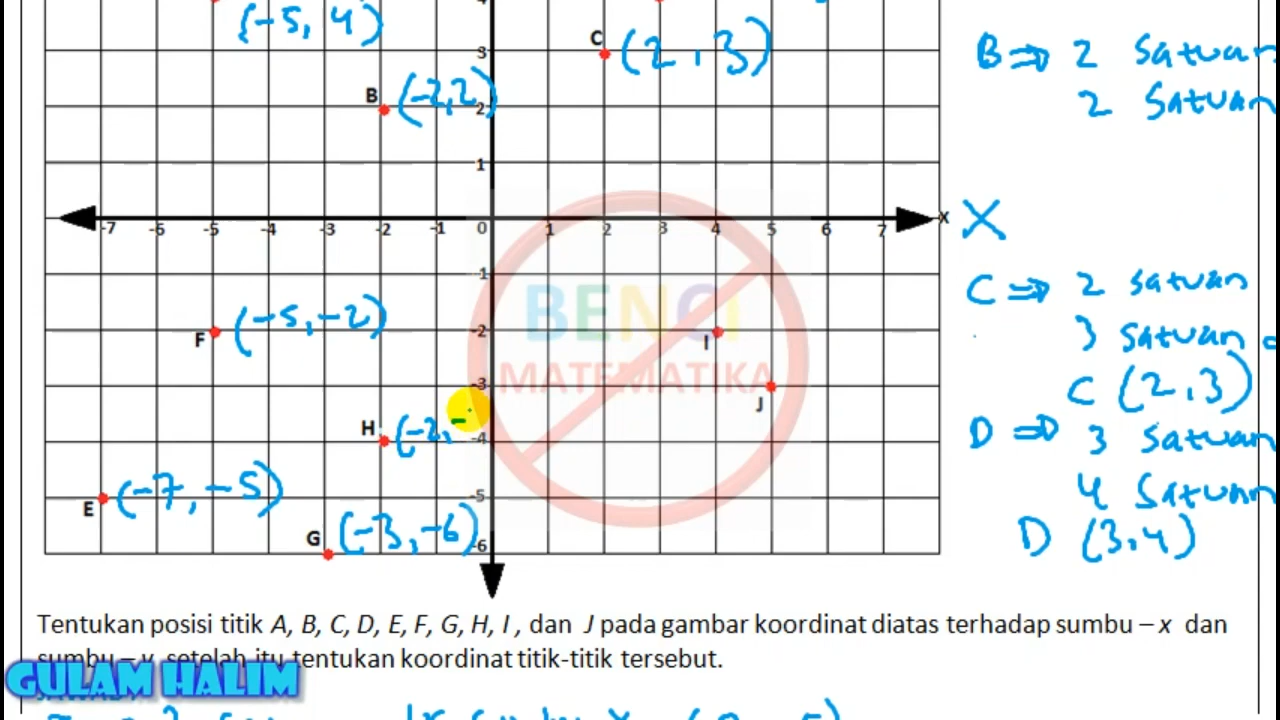 4
(-5, 4)
C (2, 3)
3
B (-2,2)
2
1
-7 -6 -5 -4 -3 -2 -1 0 1 2 3 4 5 6 7 x
X
-1
F (-5, -2)
-2
I
-3
J
H (-2, -
-4
E (-7, -5)
-5
G (-3, -6)
-6
BENCI
MATEMATIKA
B ⇒ 2 satuan
2 satuan
C ⇒ 2 satuan
3 satuan
C (2,3)
D ⇒ 3 satuan
4 satuan
D (3,4)
Tentukan posisi titik A, B, C, D, E, F, G, H, I , dan J pada gambar koordinat diatas terhadap sumbu – x dan
sumbu – y, setelah itu tentukan koordinat titik-titik tersebut.
GULAM HALIM